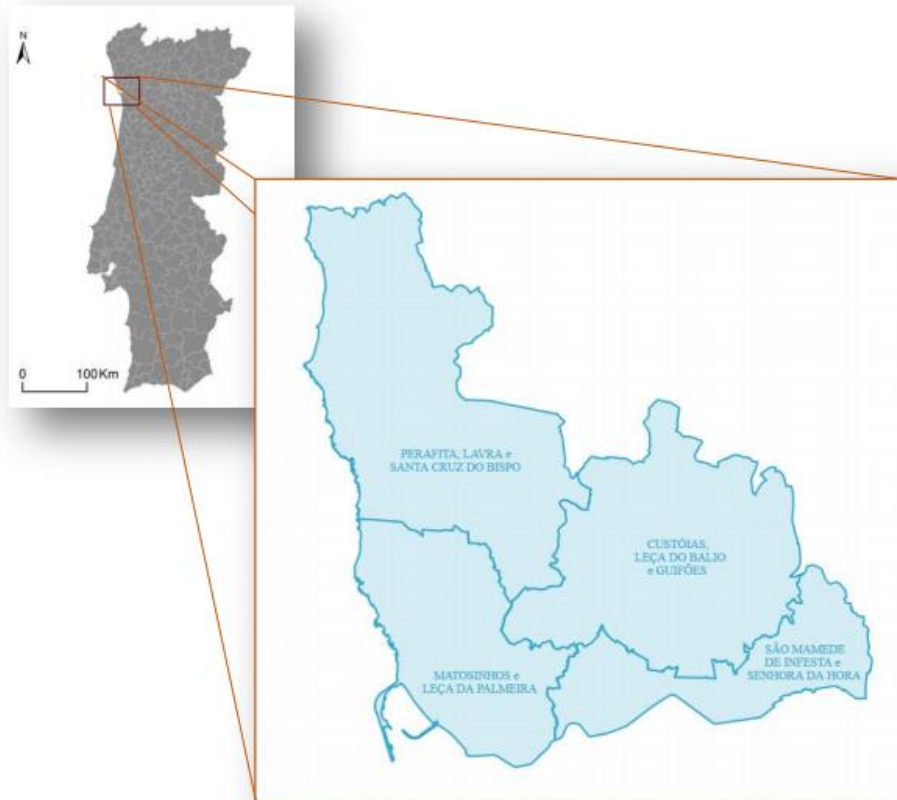 N
0 100Km
PERAFITA, LAVRA e
SANTA CRUZ DO BISPO
CUSTÓIAS,
LEÇA DO BALIO
e GUIFÕES
SÃO MAMEDE
DE INFESTA e
SENHORA DA HORA
MATOSINHOS e
LEÇA DA PALMEIRA